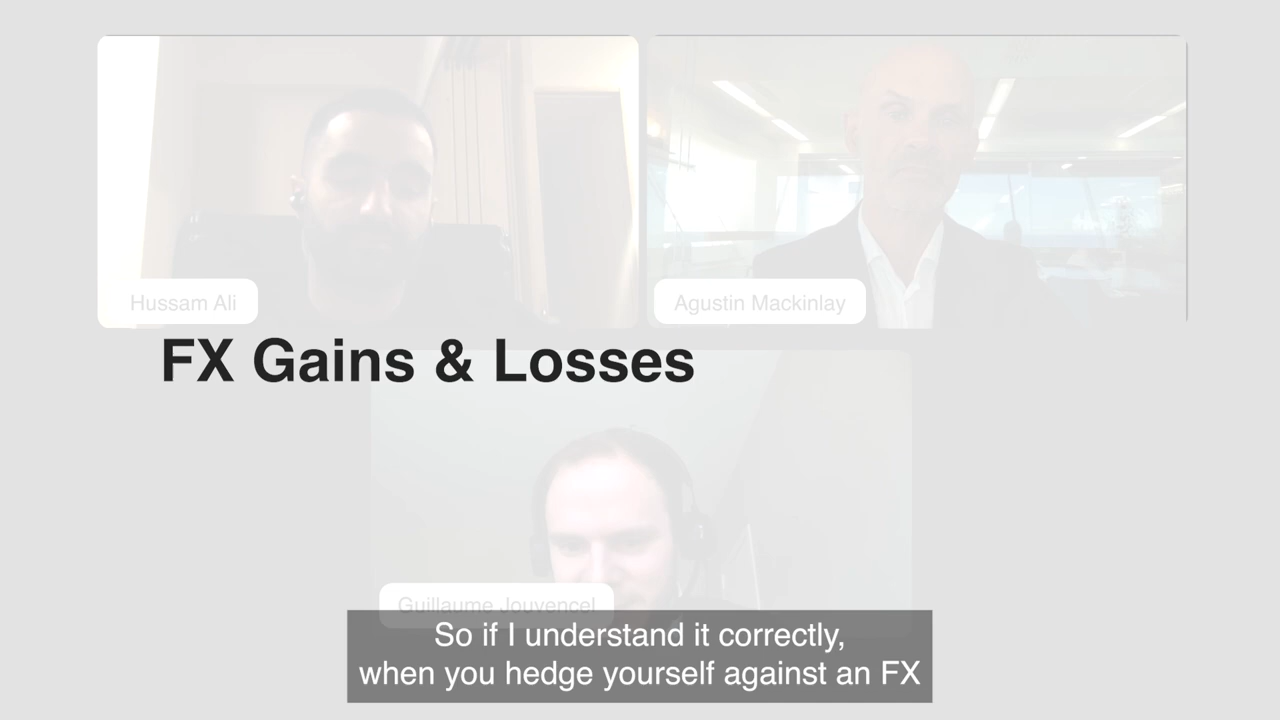 Hussam Ali
Agustin Mackinlay
FX Gains & Losses
Guillaume Jouvencel
So if I understand it correctly,
when you hedge yourself against an FX